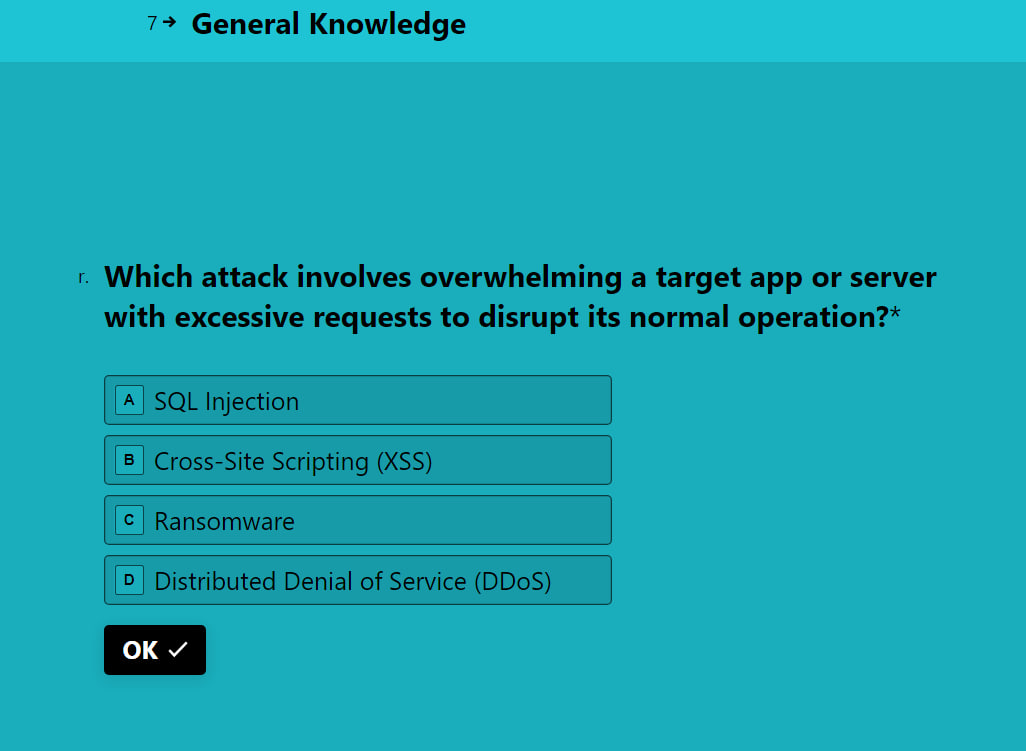 7→ General Knowledge
r. Which attack involves overwhelming a target app or server
with excessive requests to disrupt its normal operation?*
A SQL Injection
B Cross-Site Scripting (XSS)
C Ransomware
D Distributed Denial of Service (DDoS)
OK ✓